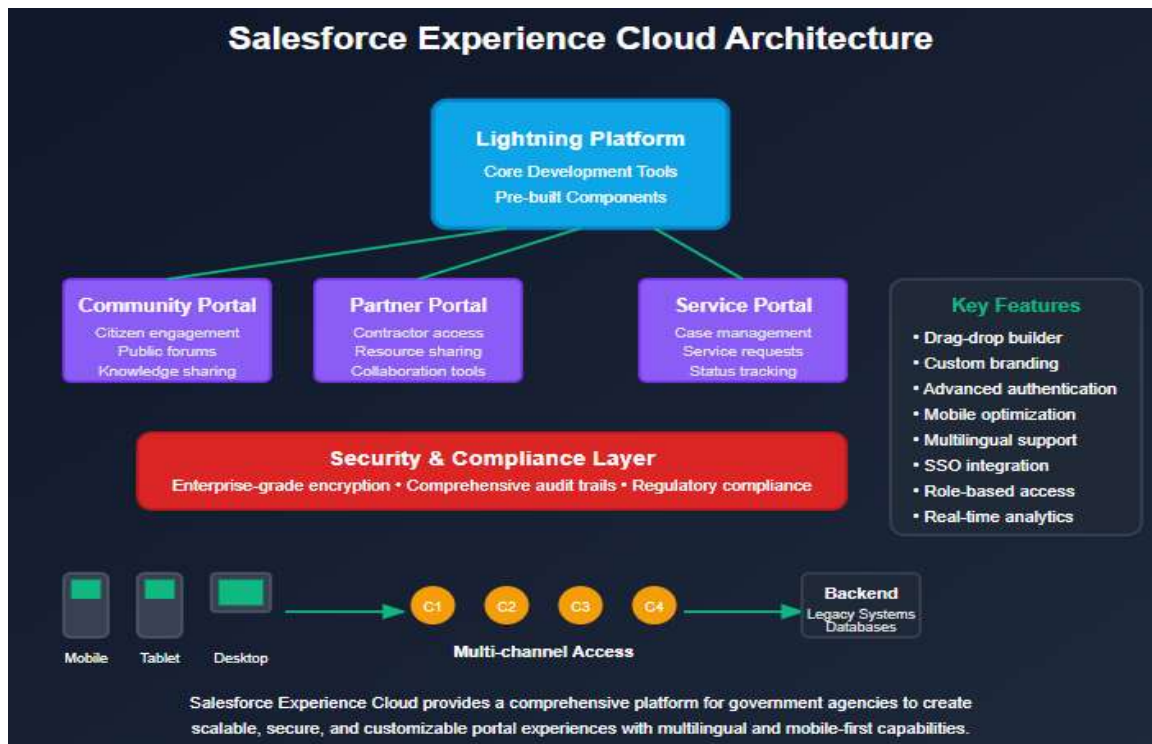 Salesforce Experience Cloud Architecture
Lightning Platform
Core Development Tools
Pre-built Components
Community Portal
Citizen engagement
Public forums
Knowledge sharing
Partner Portal
Contractor access
Resource sharing
Collaboration tools
Service Portal
Case management
Service requests
Status tracking
Key Features
• Drag-drop builder
• Custom branding
• Advanced authentication
• Mobile optimization
• Multilingual support
• SSO integration
• Role-based access
• Real-time analytics
Security & Compliance Layer
Enterprise-grade encryption • Comprehensive audit trails • Regulatory compliance
Mobile
Tablet
Desktop
C1
C2
C3
C4
Multi-channel Access
Backend
Legacy Systems
Databases
Salesforce Experience Cloud provides a comprehensive platform for government agencies to create
scalable, secure, and customizable portal experiences with multilingual and mobile-first capabilities.